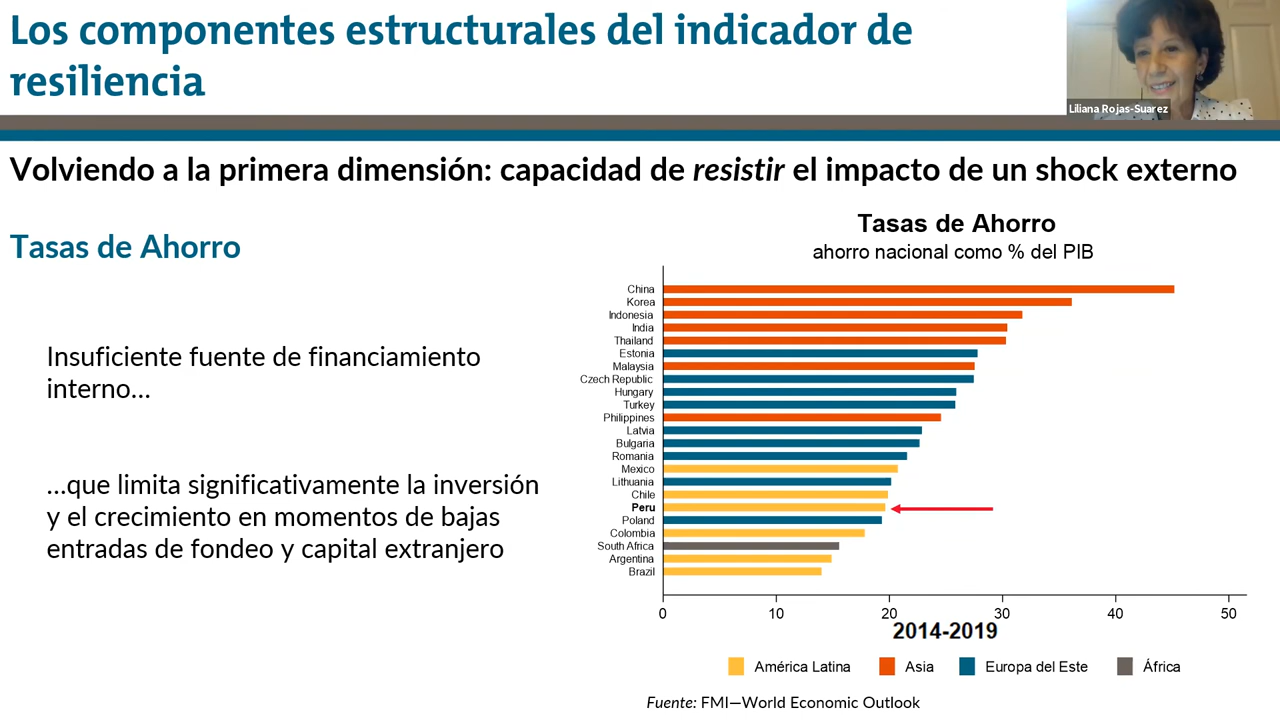 Los componentes estructurales del indicador de
resiliencia
Liliana Rojas-Suarez
Volviendo a la primera dimensión: capacidad de resistir el impacto de un shock externo
Tasas de Ahorro
Insuficiente fuente de financiamiento
interno...
...que limita significativamente la inversión
y el crecimiento en momentos de bajas
entradas de fondeo y capital extranjero
Tasas de Ahorro
ahorro nacional como % del PIB
China
Korea
Indonesia
India
Thailand
Estonia
Malaysia
Czech Republic
Hungary
Turkey
Philippines
Latvia
Bulgaria
Romania
Mexico
Lithuania
Chile
Peru
Poland
Colombia
South Africa
Argentina
Brazil
0 10 20 30 40 50
2014-2019
América Latina Asia Europa del Este África
Fuente: FMI—World Economic Outlook